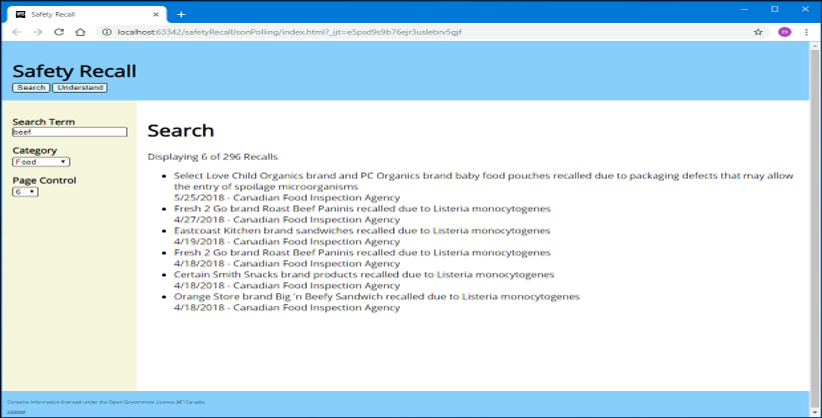 Safety Recall
localhost:63342/safetyRecallJsonPolling/index.html?_ijt=e5psd9s9b76ejr3uslebrv5gjf
Safety Recall
Search Understand
Search Term
beef
Category
Food
Page Control
6
Search
Displaying 6 of 296 Recalls
Select Love Child Organics brand and PC Organics brand baby food pouches recalled due to packaging defects that may allow
the entry of spoilage microorganisms
5/25/2018 - Canadian Food Inspection Agency
Fresh 2 Go brand Roast Beef Paninis recalled due to Listeria monocytogenes
4/27/2018 - Canadian Food Inspection Agency
Eastcoast Kitchen brand sandwiches recalled due to Listeria monocytogenes
4/19/2018 - Canadian Food Inspection Agency
Fresh 2 Go brand Roast Beef Paninis recalled due to Listeria monocytogenes
4/18/2018 - Canadian Food Inspection Agency
Certain Smith Snacks brand products recalled due to Listeria monocytogenes
4/18/2018 - Canadian Food Inspection Agency
Orange Store brand Big 'n Beefy Sandwich recalled due to Listeria monocytogenes
4/18/2018 - Canadian Food Inspection Agency
Contains information licensed under the Open Government Licence â€“ Canada.
License